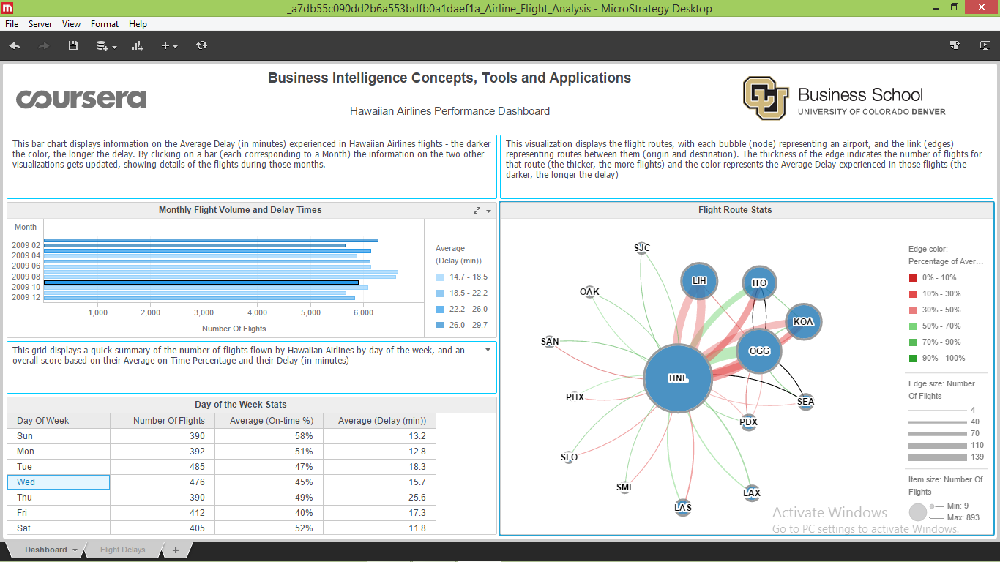 _a7db55c090dd2b6a553bdfb0a1daef1a_Airline_Flight_Analysis - MicroStrategy Desktop
File Server View Format Help
coursera
Business Intelligence Concepts, Tools and Applications
Hawaiian Airlines Performance Dashboard
CU
Business School
UNIVERSITY OF COLORADO DENVER
This bar chart displays information on the Average Delay (in minutes) experienced in Hawaiian Airlines flights - the darker
the color, the longer the delay. By clicking on a bar (each corresponding to a Month) the information on the two other
visualizations gets updated, showing details of the flights during those months.
This visualization displays the flight routes, with each bubble (node) representing an airport, and the link (edges)
representing routes between them (origin and destination). The thickness of the edge indicates the number of flights for
that route (the thicker, the more flights) and the color represents the Average Delay experienced in those flights (the
darker, the longer the delay)
Monthly Flight Volume and Delay Times
Month
2009 02
2009 04
2009 06
2009 08
2009 10
2009 12
1,000 2,000 3,000 4,000 5,000 6,000
Number Of Flights
Average
(Delay (min))
14.7 - 18.5
18.5 - 22.2
22.2 - 26.0
26.0 - 29.7
This grid displays a quick summary of the number of flights flown by Hawaiian Airlines by day of the week, and an
overall score based on their Average on Time Percentage and their Delay (in minutes)
Day of the Week Stats
Day Of Week Number Of Flights Average (On-time %) Average (Delay (min))
Sun 390 58% 13.2
Mon 392 51% 12.8
Tue 485 47% 18.3
Wed 476 45% 15.7
Thu 390 49% 25.6
Fri 412 40% 17.3
Sat 405 52% 11.8
Flight Route Stats
SJC
LIH
ITO
OAK
KOA
SAN
OGG
HNL
PHX
SEA
PDX
SFO
SMF
LAX
LAS
Edge color:
Percentage of Aver...
0% - 10%
10% - 30%
30% - 50%
50% - 70%
70% - 90%
90% - 100%
Edge size: Number
Of Flights
4
40
70
110
139
Item size: Number Of
Flights
Min: 9
Max: 893
Activate Windows
Go to PC settings to activate Windows.
Dashboard Flight Delays +